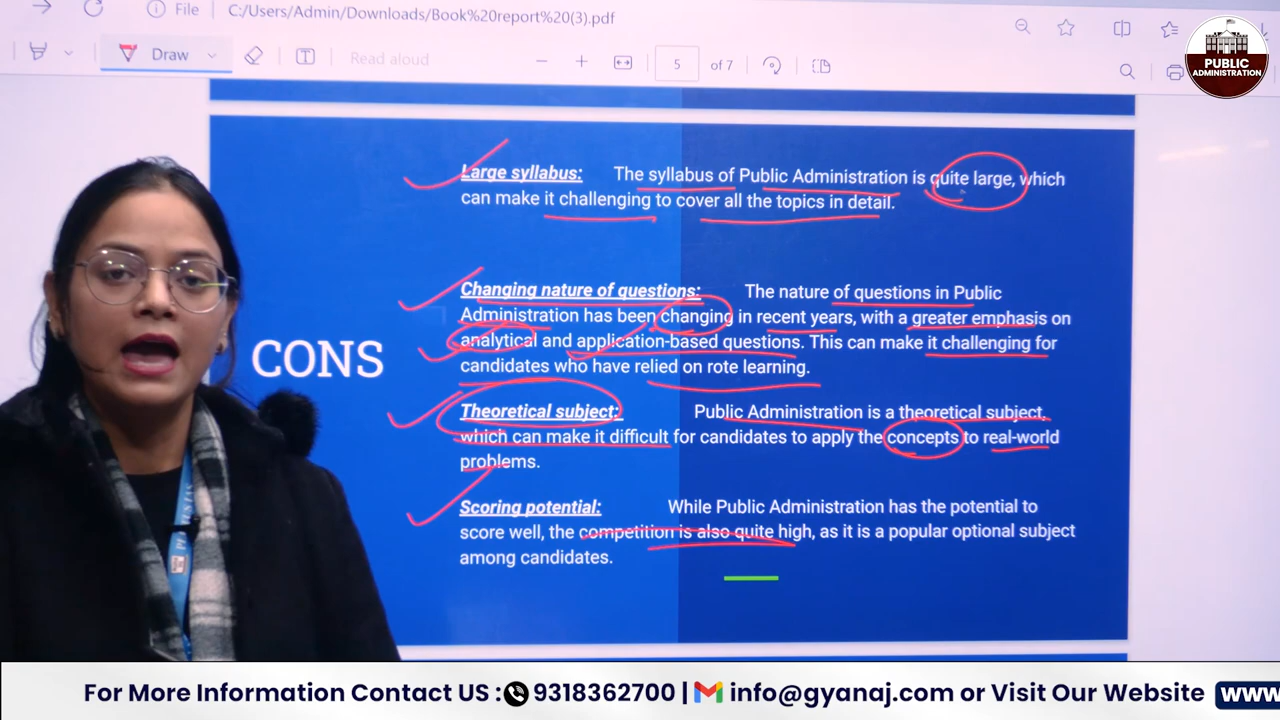 File
C:/Users/Admin/Downloads/Book%20report%20(3).pdf
Draw
Read aloud
5
of 7
PUBLIC
ADMINISTRATION
CONS
Large syllabus: The syllabus of Public Administration is quite large, which
can make it challenging to cover all the topics in detail.
Changing nature of questions: The nature of questions in Public
Administration has been changing in recent years, with a greater emphasis on
analytical and application-based questions. This can make it challenging for
candidates who have relied on rote learning.
Theoretical subject: Public Administration is a theoretical subject,
which can make it difficult for candidates to apply the concepts to real-world
problems.
Scoring potential: While Public Administration has the potential to
score well, the competition is also quite high, as it is a popular optional subject
among candidates.
For More Information Contact US : 9318362700 | info@gyanaj.com or Visit Our Website www